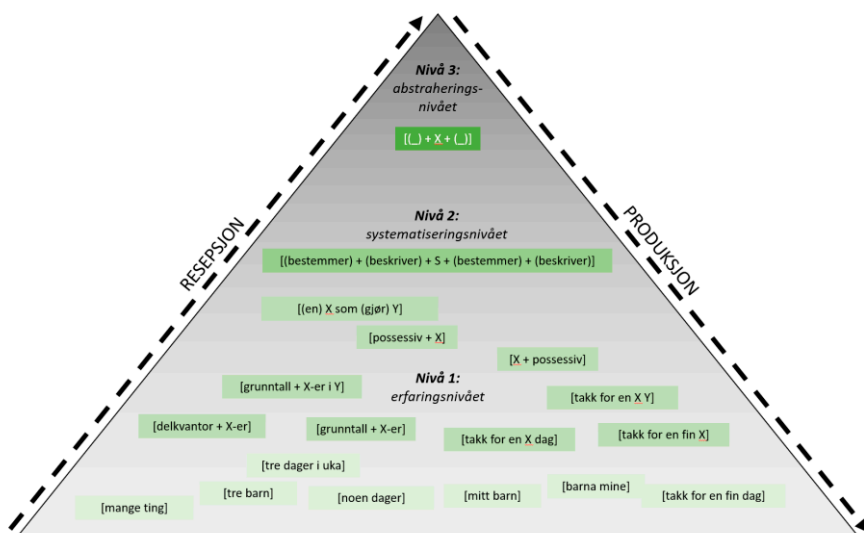 Nivå 3:
abstraherings-
nivået
[(_) + X + (_)]
RESEPSJON
PRODUKSJON
Nivå 2:
systematiseringsnivået
[(bestemmer) + (beskriver) + S + (bestemmer) + (beskriver)]
[(en) X som (gjør) Y]
[possessiv + X]
[X + possessiv]
Nivå 1:
erfaringsnivået
[grunntall + X-er i Y]
[takk for en X Y]
[delkvantor + X-er]
[grunntall + X-er]
[takk for en X dag]
[takk for en fin X]
[tre dager i uka]
[mange ting]
[tre barn]
[noen dager]
[mitt barn]
[barna mine]
[takk for en fin dag]